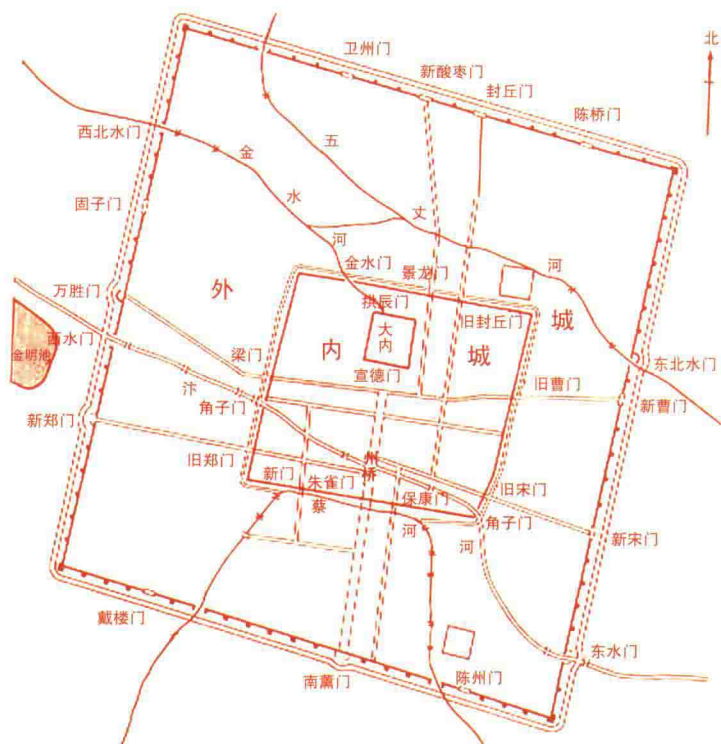 北
卫州门
新酸枣门
封丘门
陈桥门
西北水门
五
金
固子门
水
丈
河
河
金水门
景龙门
外
万胜门
拱辰门
旧封丘门
城
大内
西水门
内
城
金明池
梁门
宣德门
东北水门
汴
旧曹门
新曹门
角子门
新郑门
旧郑门
州桥
新门
朱雀门
保康门
旧宋门
蔡
河
角子门
河
新宋门
戴楼门
东水门
南薰门
陈州门